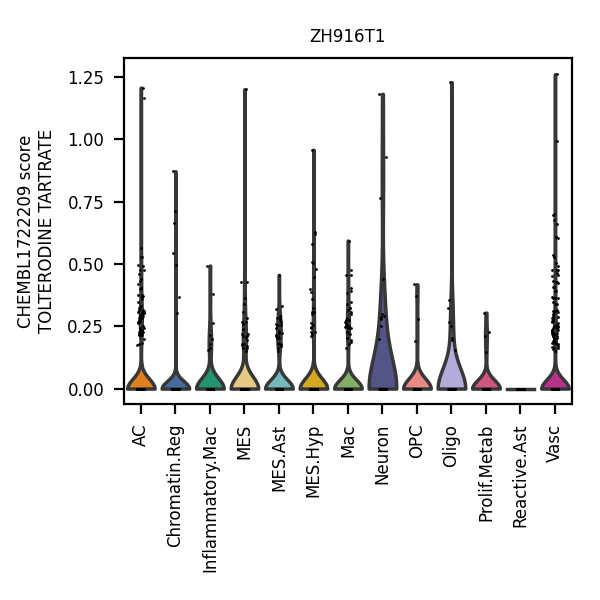 ZH916T1
CHEMBL1722209 score
TOLTERODINE TARTRATE
1.25
1.00
0.75
0.50
0.25
0.00
AC
Chromatin.Reg
Inflammatory.Mac
MES
MES.Ast
MES.Hyp
Mac
Neuron
OPC
Oligo
Prolif.Metab
Reactive.Ast
Vasc